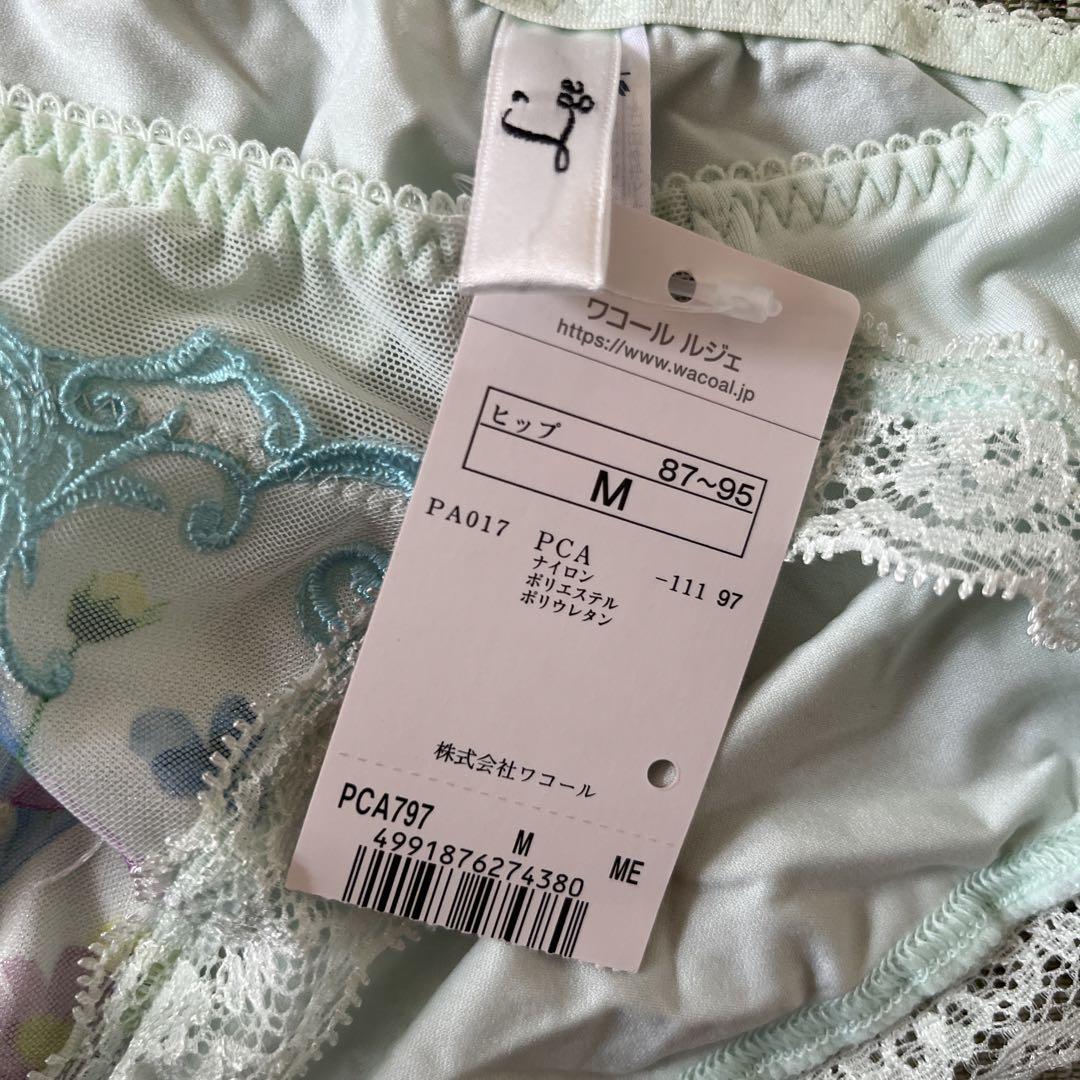 L'ge
ワコール ルジェ
https://www.wacoal.jp
ヒップ 87~95
M
PA017 PCA -111 97
ナイロン
ポリエステル
ポリウレタン
株式会社ワコール
PCA797 M ME
4991876274380